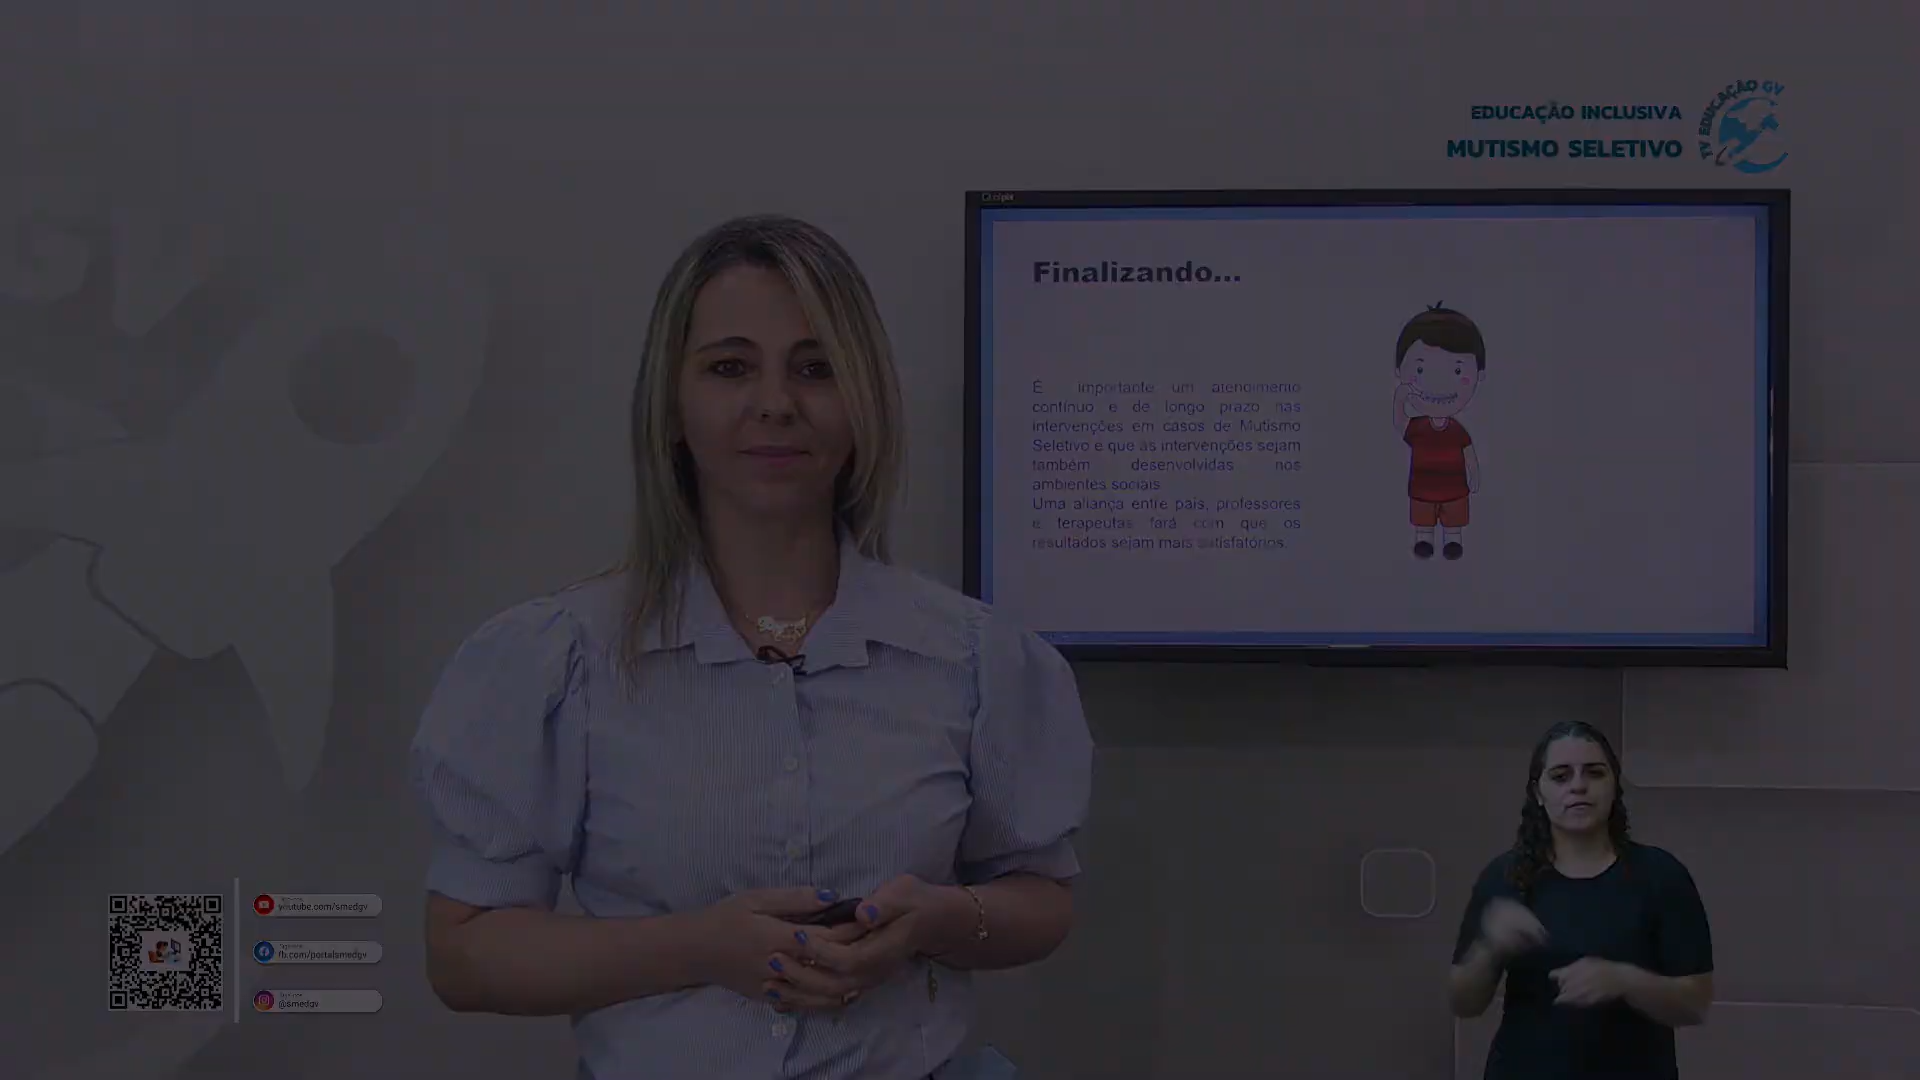 EDUCAÇÃO INCLUSIVA
MUTISMO SELETIVO
TV EDUCAÇÃO GV
Finalizando...
É importante um atendimento
contínuo e de longo prazo nas
intervenções em casos de Mutismo
Seletivo e que as intervenções sejam
também desenvolvidas nos
ambientes sociais
Uma aliança entre pais, professores
e terapeutas fará com que os
resultados sejam mais satisfatórios.
youtube.com/smedgv
fb.com/portalsmedgv
@smedgv